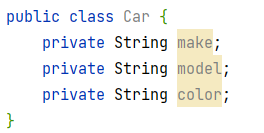 public class Car {
    private String make;
    private String model;
    private String color;
}